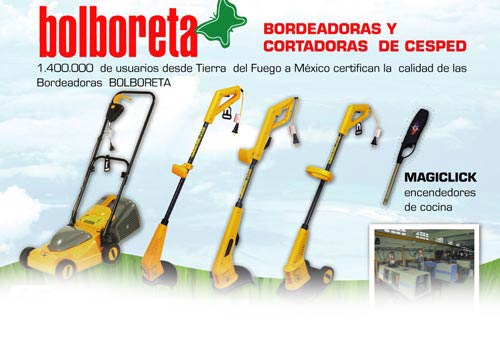 bolboreta
BORDEADORAS Y
CORTADORAS DE CESPED
1.400.000 de usuarios desde Tierra del Fuego a México certifican la calidad de las
Bordeadoras BOLBORETA
MAGICLICK
encendedores
de cocina